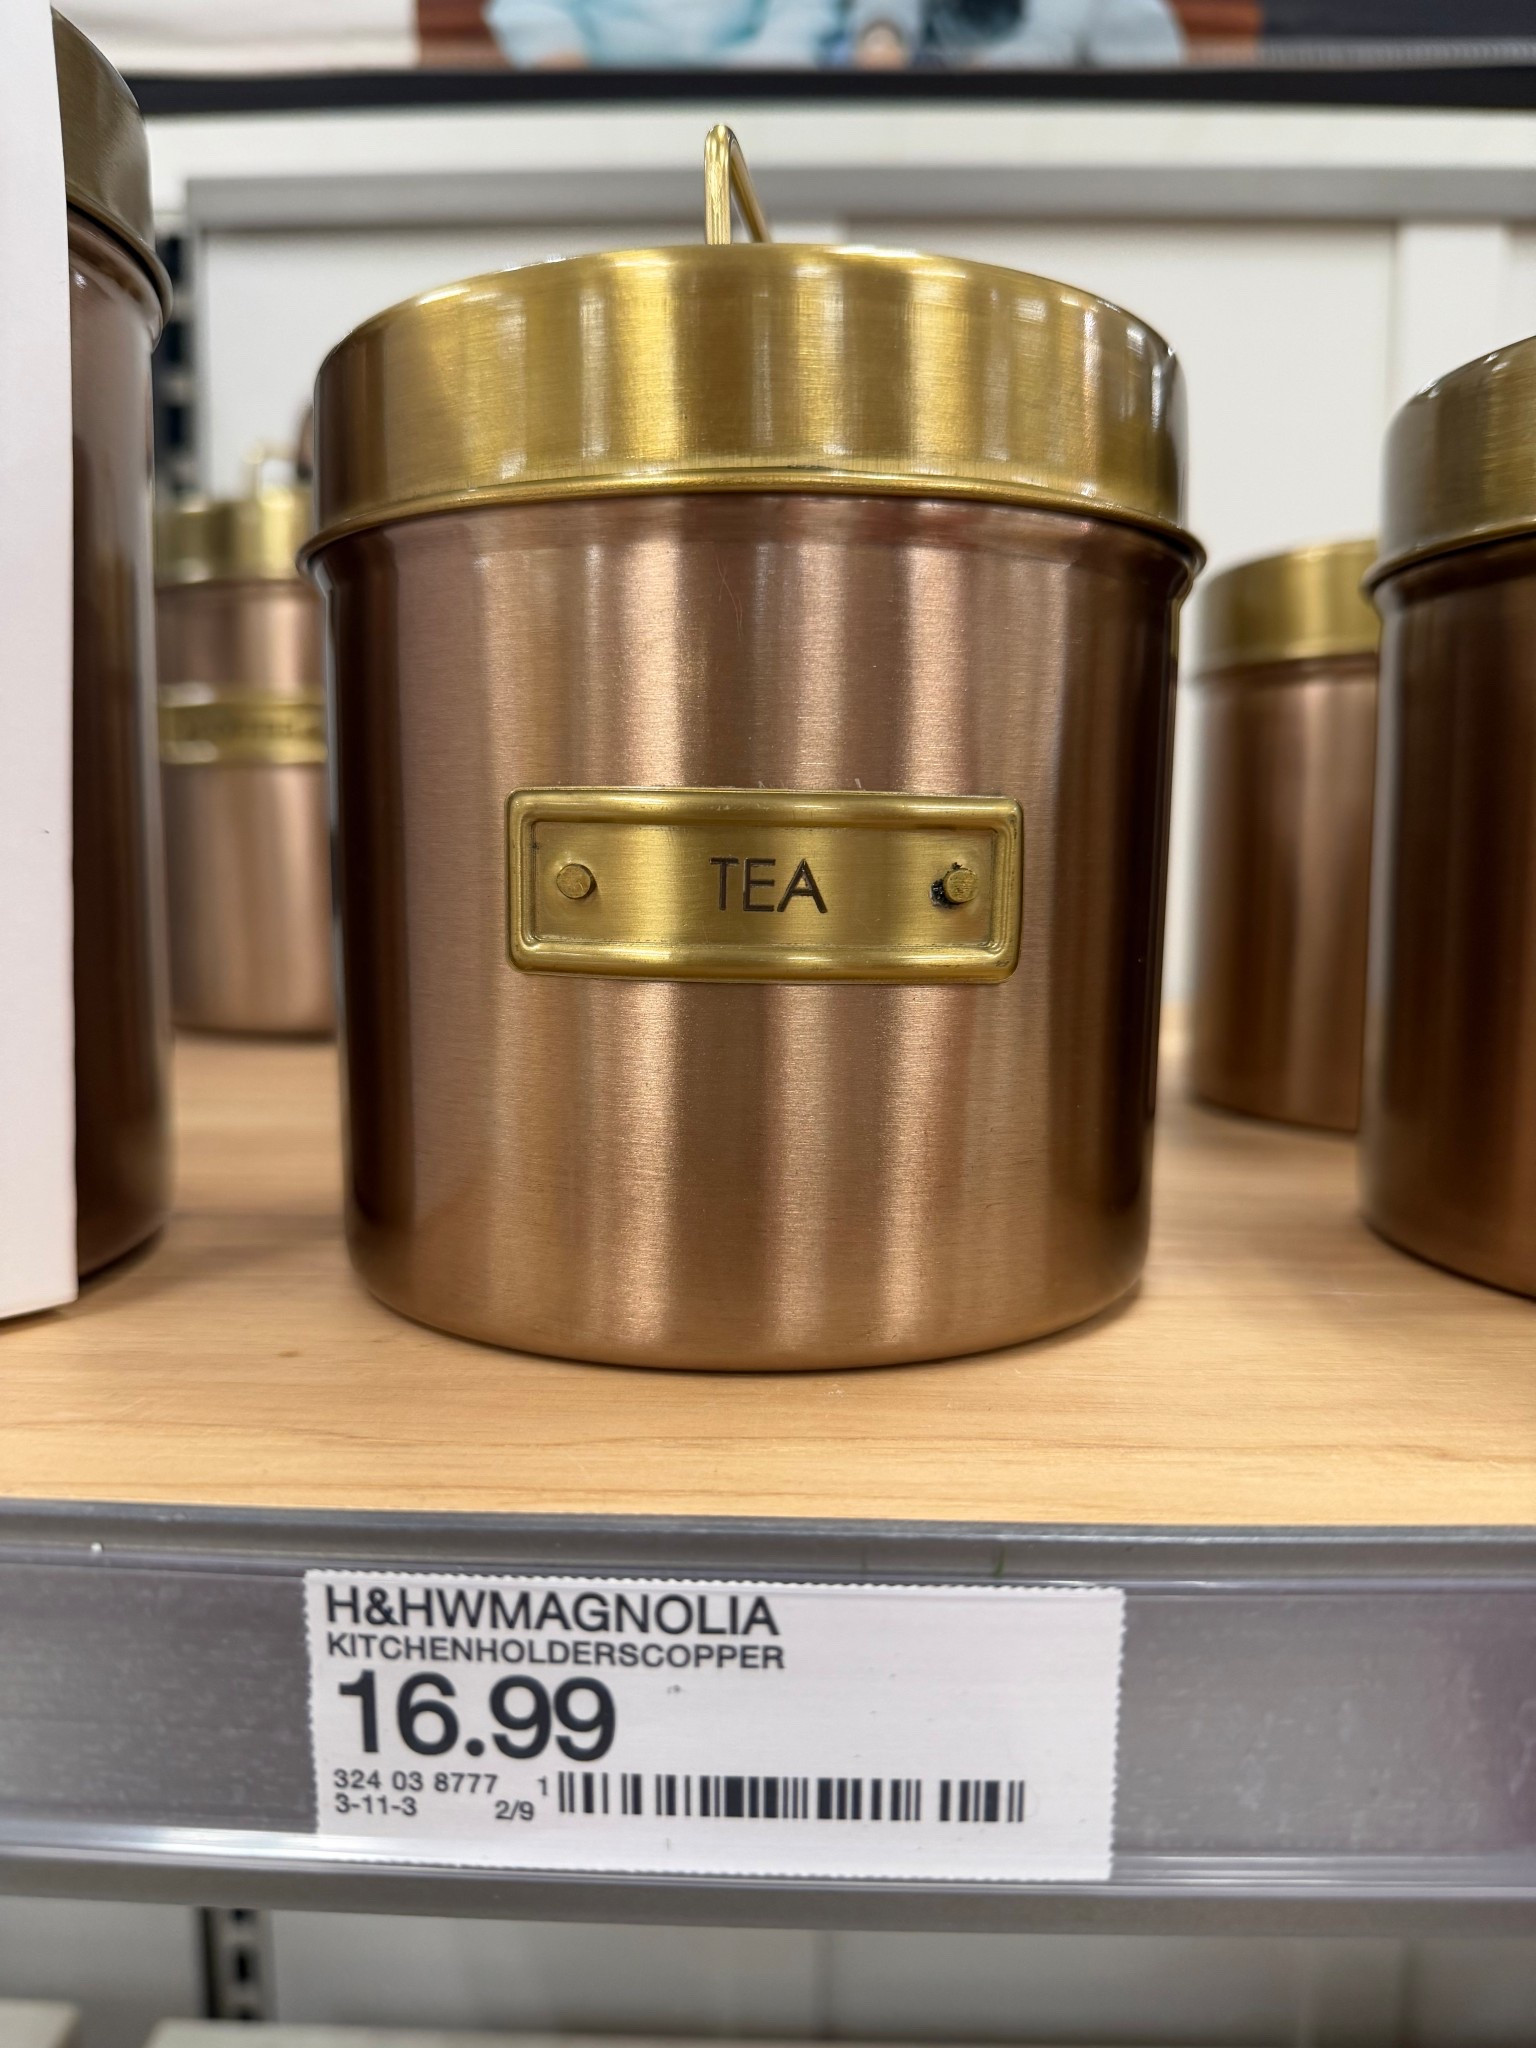 TEA
H&HWMAGNOLIA
KITCHENHOLDERSCOPPER
16.99
324 03 8777 1
3-11-3 2/9